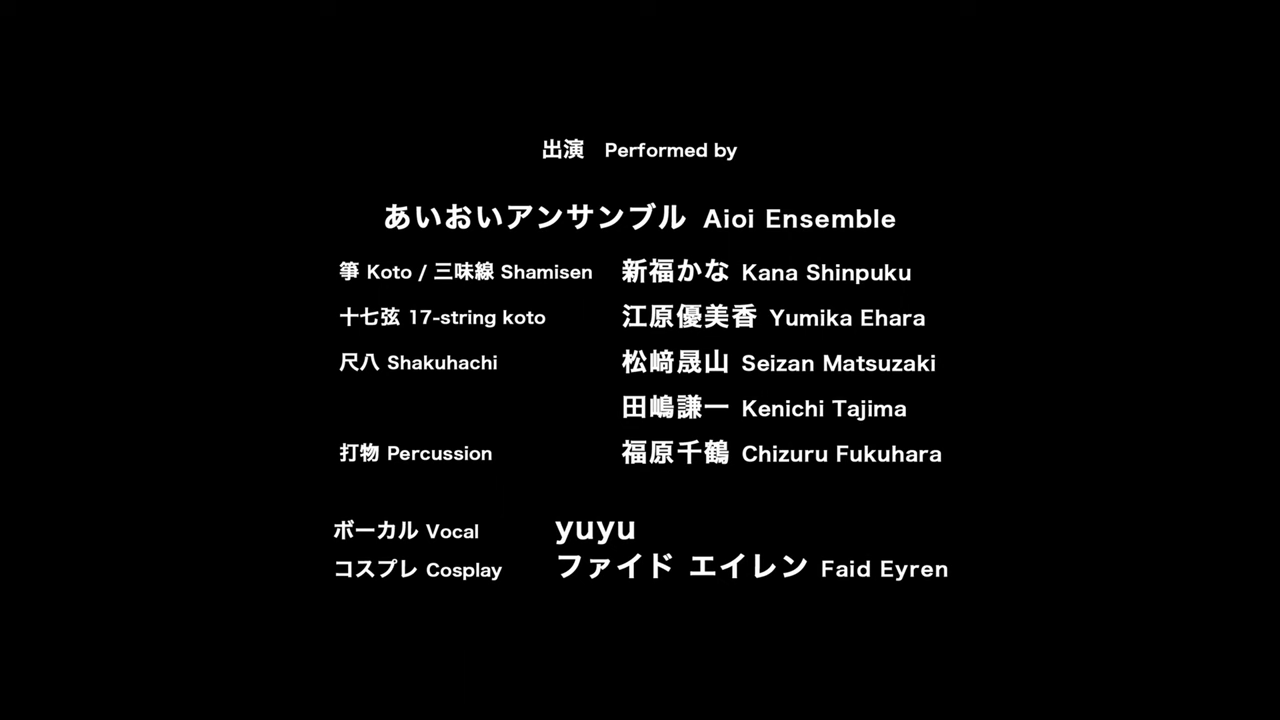 出演 Performed by
あいおいアンサンブル Aioi Ensemble
箏 Koto / 三味線 Shamisen 新福かな Kana Shinpuku
十七弦 17-string koto 江原優美香 Yumika Ehara
尺八 Shakuhachi 松﨑晟山 Seizan Matsuzaki
田嶋謙一 Kenichi Tajima
打物 Percussion 福原千鶴 Chizuru Fukuhara
ボーカル Vocal yuyu
コスプレ Cosplay ファイド エイレン Faid Eyren